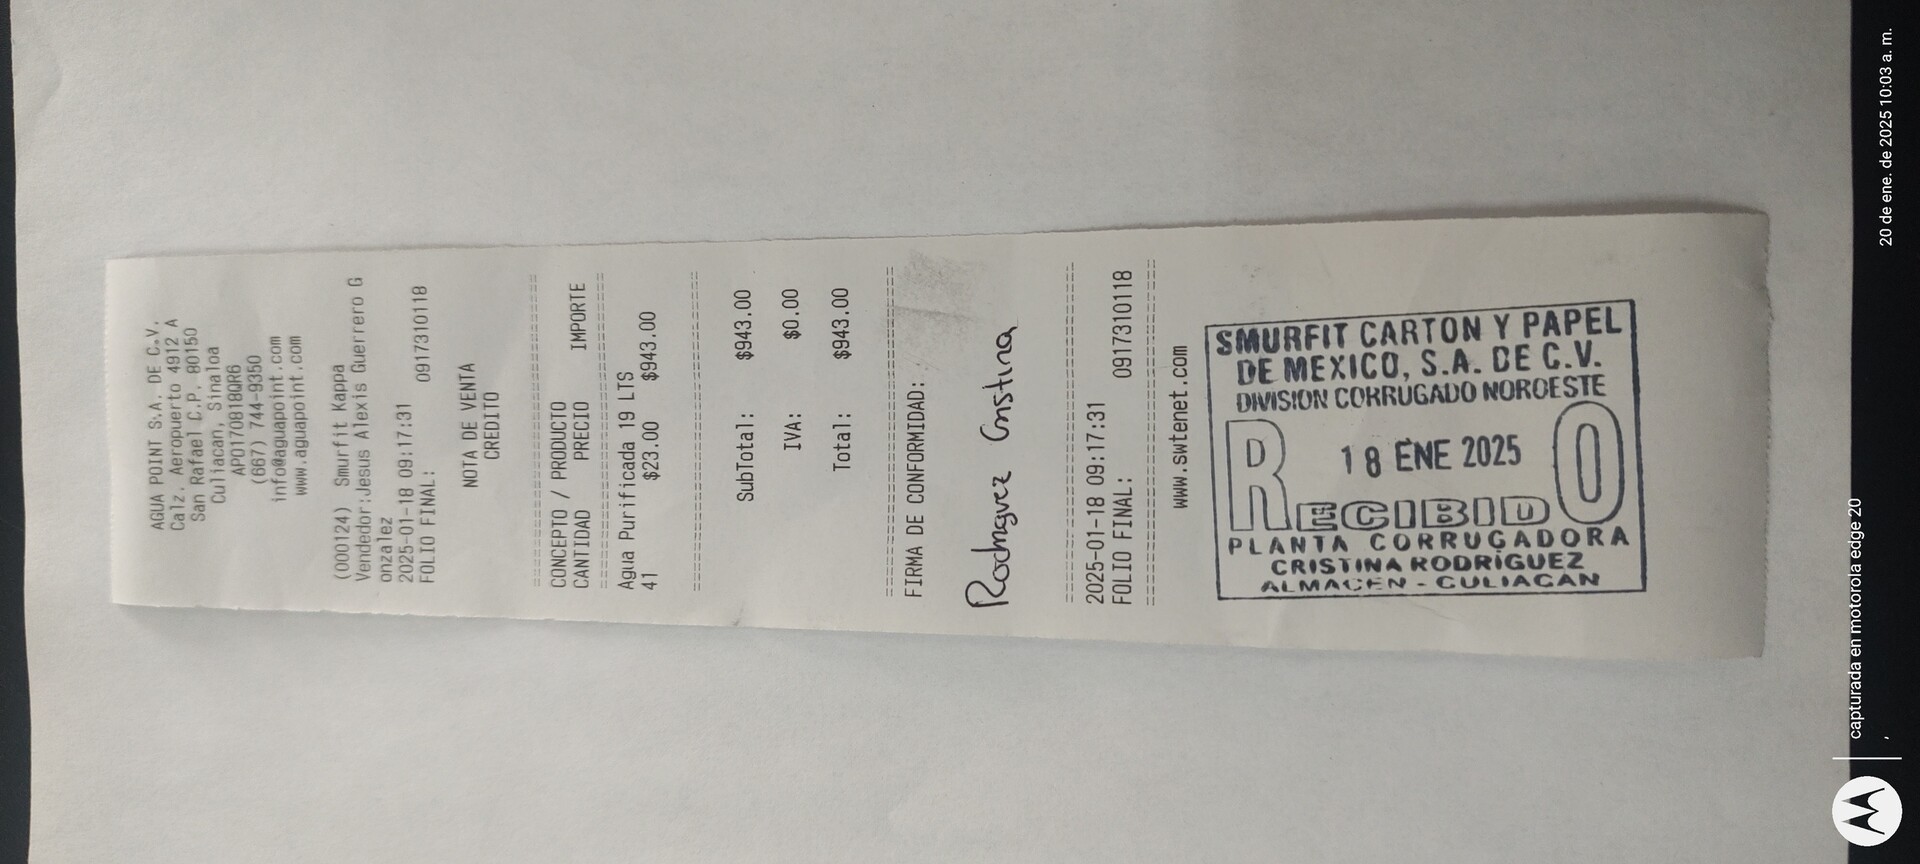 AGUA POINT S.A. DE C.V.
Calz. Aeropuerto 4912 A
San Rafael C.P. 80150
Culiacan, Sinaloa
APO170818QR6
(667) 744-9350
info@aguapoint.com
www.aguapoint.com
(000124) Smurfit Kappa
Vendedor:Jesus Alexis Guerrero G
onzalez
2025-01-18 09:17:31
FOLIO FINAL: 0917310118
NOTA DE VENTA
CREDITO
CONCEPTO / PRODUCTO
CANTIDAD PRECIO IMPORTE
Agua Purificada 19 LTS
41 $23.00 $943.00
SubTotal: $943.00
IVA: $0.00
Total: $943.00
FIRMA DE CONFORMIDAD:
Rodriguez Cristina
2025-01-18 09:17:31
FOLIO FINAL: 0917310118
www.swtenet.com
SMURFIT CARTON Y PAPEL
DE MEXICO, S.A. DE C.V.
DIVISION CORRUGADO NOROESTE
18 ENE 2025
RECIBIDO
PLANTA CORRUGADORA
CRISTINA RODRÍGUEZ
ALMACEN - CULIACAN
capturada en motorola edge 20
20 de ene. de 2025 10:03 a. m.